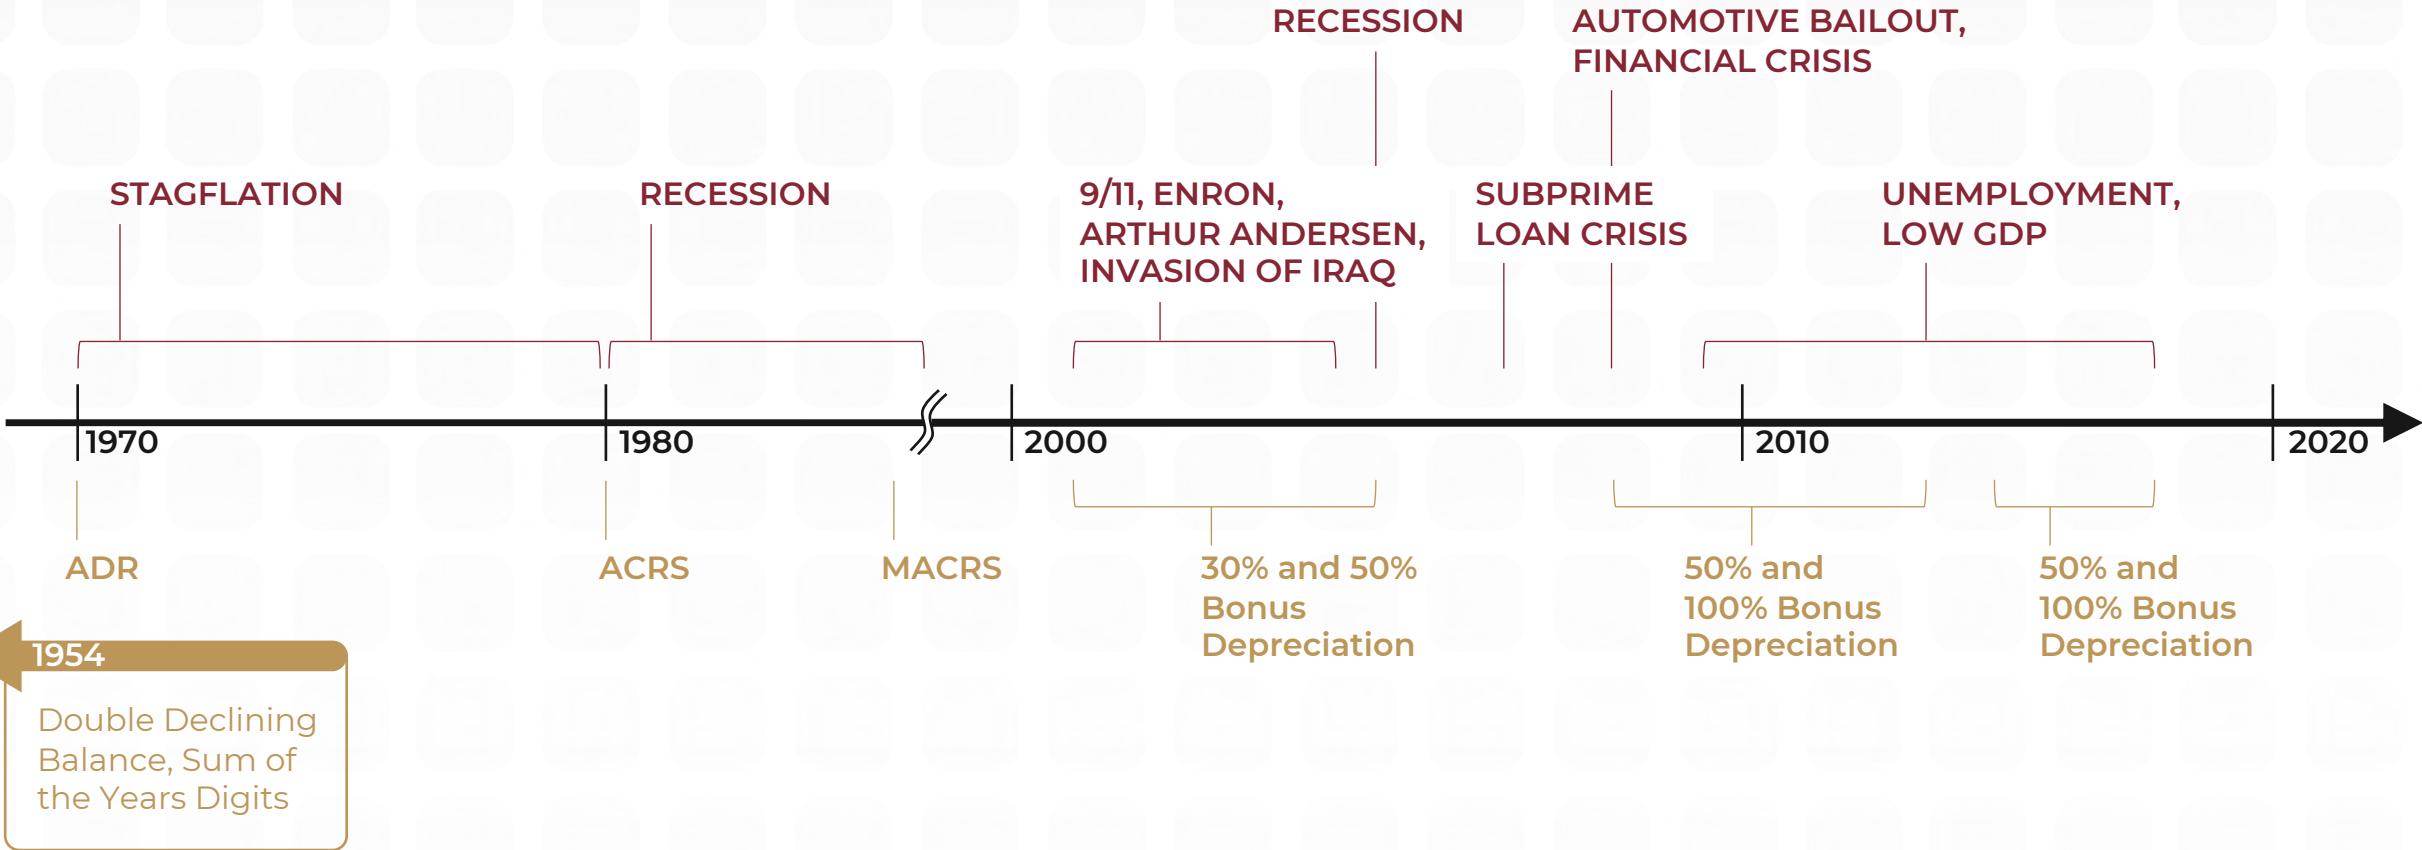 RECESSION
AUTOMOTIVE BAILOUT,
FINANCIAL CRISIS
STAGFLATION
RECESSION
9/11, ENRON,
ARTHUR ANDERSEN,
INVASION OF IRAQ
SUBPRIME
LOAN CRISIS
UNEMPLOYMENT,
LOW GDP
1970
1980
2000
2010
2020
ADR
ACRS
MACRS
30% and 50%
Bonus
Depreciation
50% and
100% Bonus
Depreciation
50% and
100% Bonus
Depreciation
1954
Double Declining
Balance, Sum of
the Years Digits